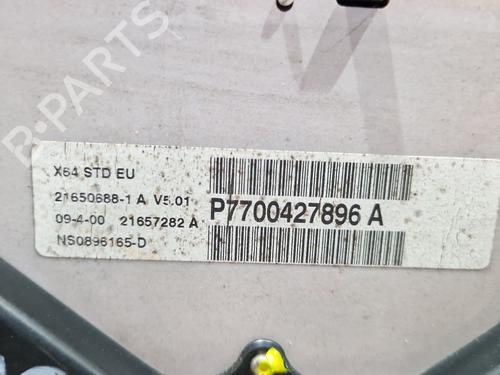 B-PARTS
X64 STD EU
21650688-1 A V5.01
09-4-00 21657282 A
NS0896165-D
P7700427896 A